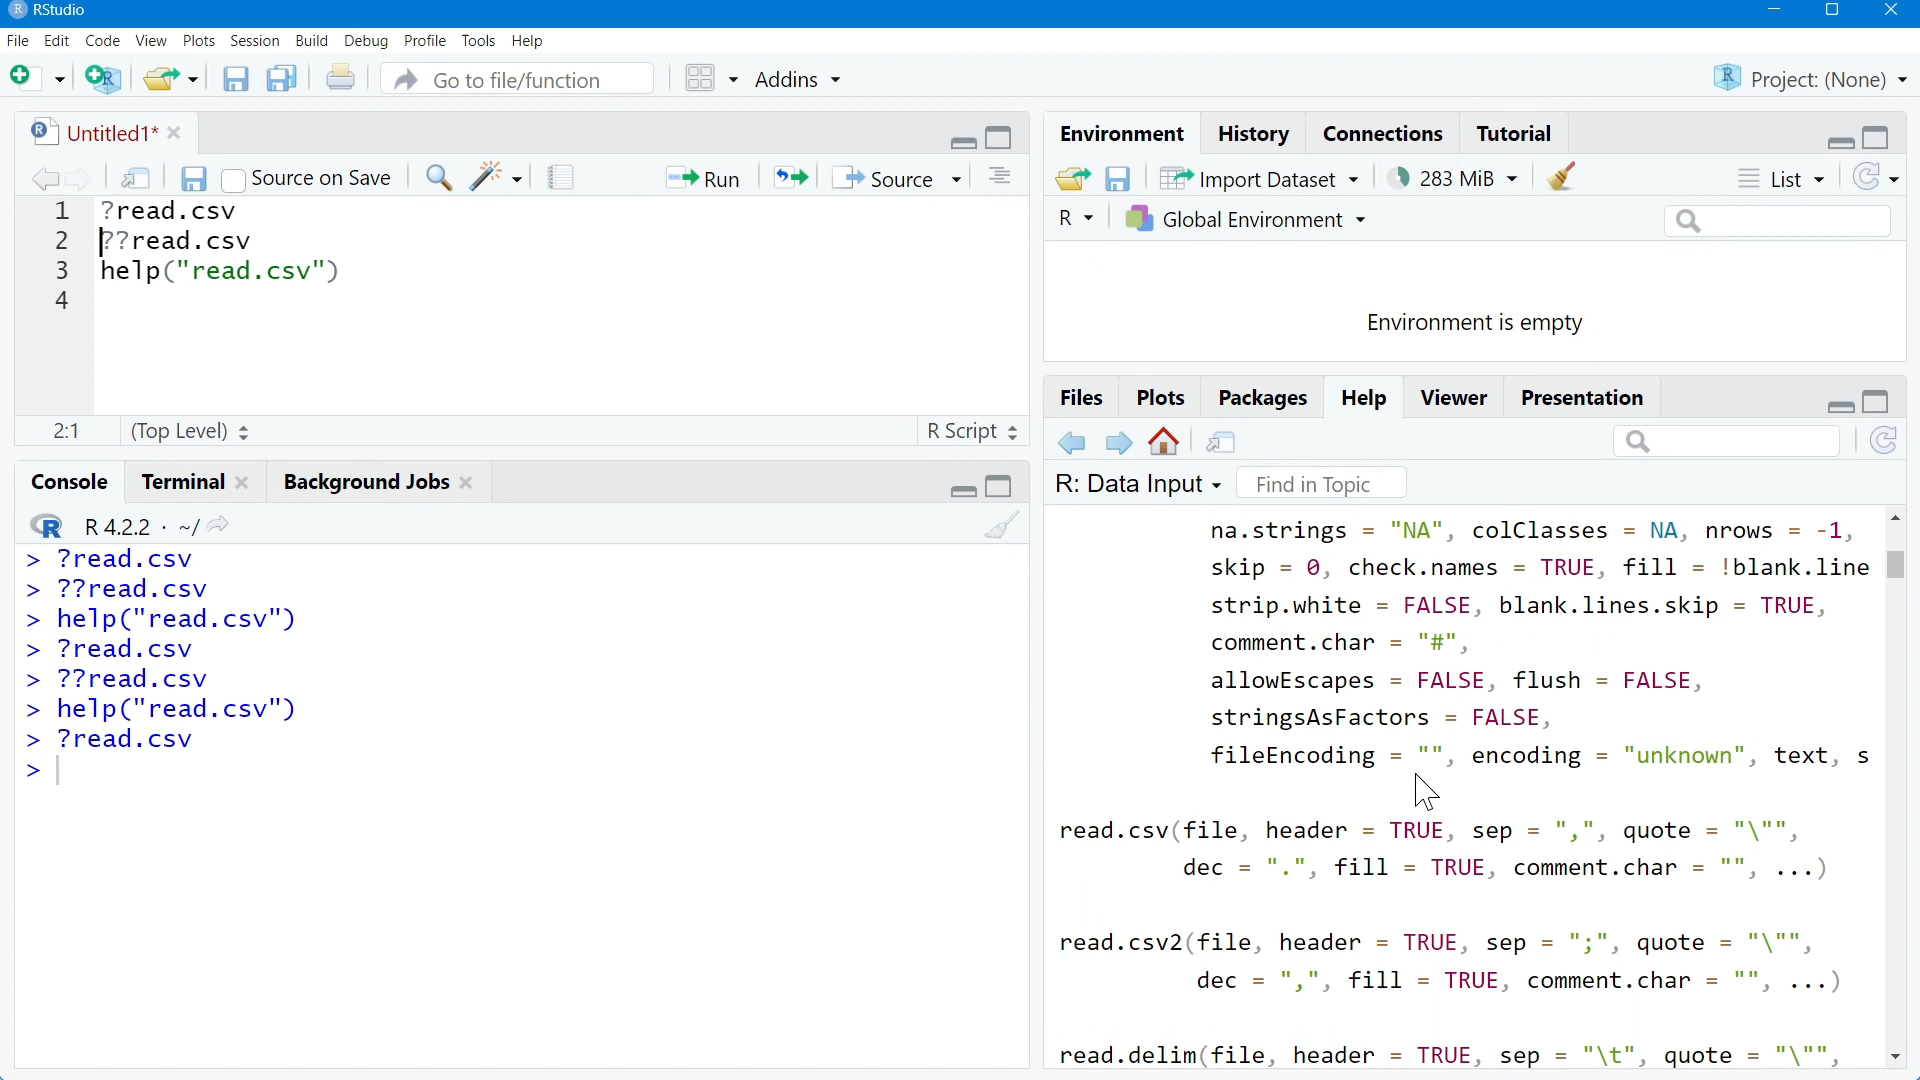 RStudio
File Edit Code View Plots Session Build Debug Profile Tools Help
Go to file/function Addins Project: (None)
Untitled1*
Source on Save Run Source
1 ?read.csv
2 ??read.csv
3 help("read.csv")
4
2:1 (Top Level) R Script
Console Terminal Background Jobs
R 4.2.2 · ~/
> ?read.csv
> ??read.csv
> help("read.csv")
> ?read.csv
> ??read.csv
> help("read.csv")
> ?read.csv
>
Environment History Connections Tutorial
Import Dataset 283 MiB List
R Global Environment
Environment is empty
Files Plots Packages Help Viewer Presentation
R: Data Input Find in Topic
na.strings = "NA", colClasses = NA, nrows = -1,
skip = 0, check.names = TRUE, fill = !blank.line
strip.white = FALSE, blank.lines.skip = TRUE,
comment.char = "#",
allowEscapes = FALSE, flush = FALSE,
stringsAsFactors = FALSE,
fileEncoding = "", encoding = "unknown", text, s
read.csv(file, header = TRUE, sep = ",", quote = "\"",
dec = ".", fill = TRUE, comment.char = "", ...)
read.csv2(file, header = TRUE, sep = ";", quote = "\"",
dec = ",", fill = TRUE, comment.char = "", ...)
read.delim(file, header = TRUE, sep = "\t", quote = "\"",